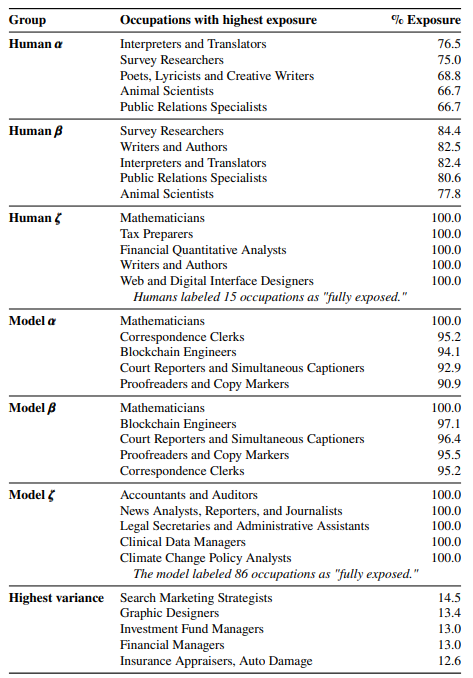 Group Occupations with highest exposure % Exposure
Human α Interpreters and Translators 76.5
Survey Researchers 75.0
Poets, Lyricists and Creative Writers 68.8
Animal Scientists 66.7
Public Relations Specialists 66.7
Human β Survey Researchers 84.4
Writers and Authors 82.5
Interpreters and Translators 82.4
Public Relations Specialists 80.6
Animal Scientists 77.8
Human ζ Mathematicians 100.0
Tax Preparers 100.0
Financial Quantitative Analysts 100.0
Writers and Authors 100.0
Web and Digital Interface Designers 100.0
Humans labeled 15 occupations as "fully exposed."
Model α Mathematicians 100.0
Correspondence Clerks 95.2
Blockchain Engineers 94.1
Court Reporters and Simultaneous Captioners 92.9
Proofreaders and Copy Markers 90.9
Model β Mathematicians 100.0
Blockchain Engineers 97.1
Court Reporters and Simultaneous Captioners 96.4
Proofreaders and Copy Markers 95.5
Correspondence Clerks 95.2
Model ζ Accountants and Auditors 100.0
News Analysts, Reporters, and Journalists 100.0
Legal Secretaries and Administrative Assistants 100.0
Clinical Data Managers 100.0
Climate Change Policy Analysts 100.0
The model labeled 86 occupations as "fully exposed."
Highest variance Search Marketing Strategists 14.5
Graphic Designers 13.4
Investment Fund Managers 13.0
Financial Managers 13.0
Insurance Appraisers, Auto Damage 12.6